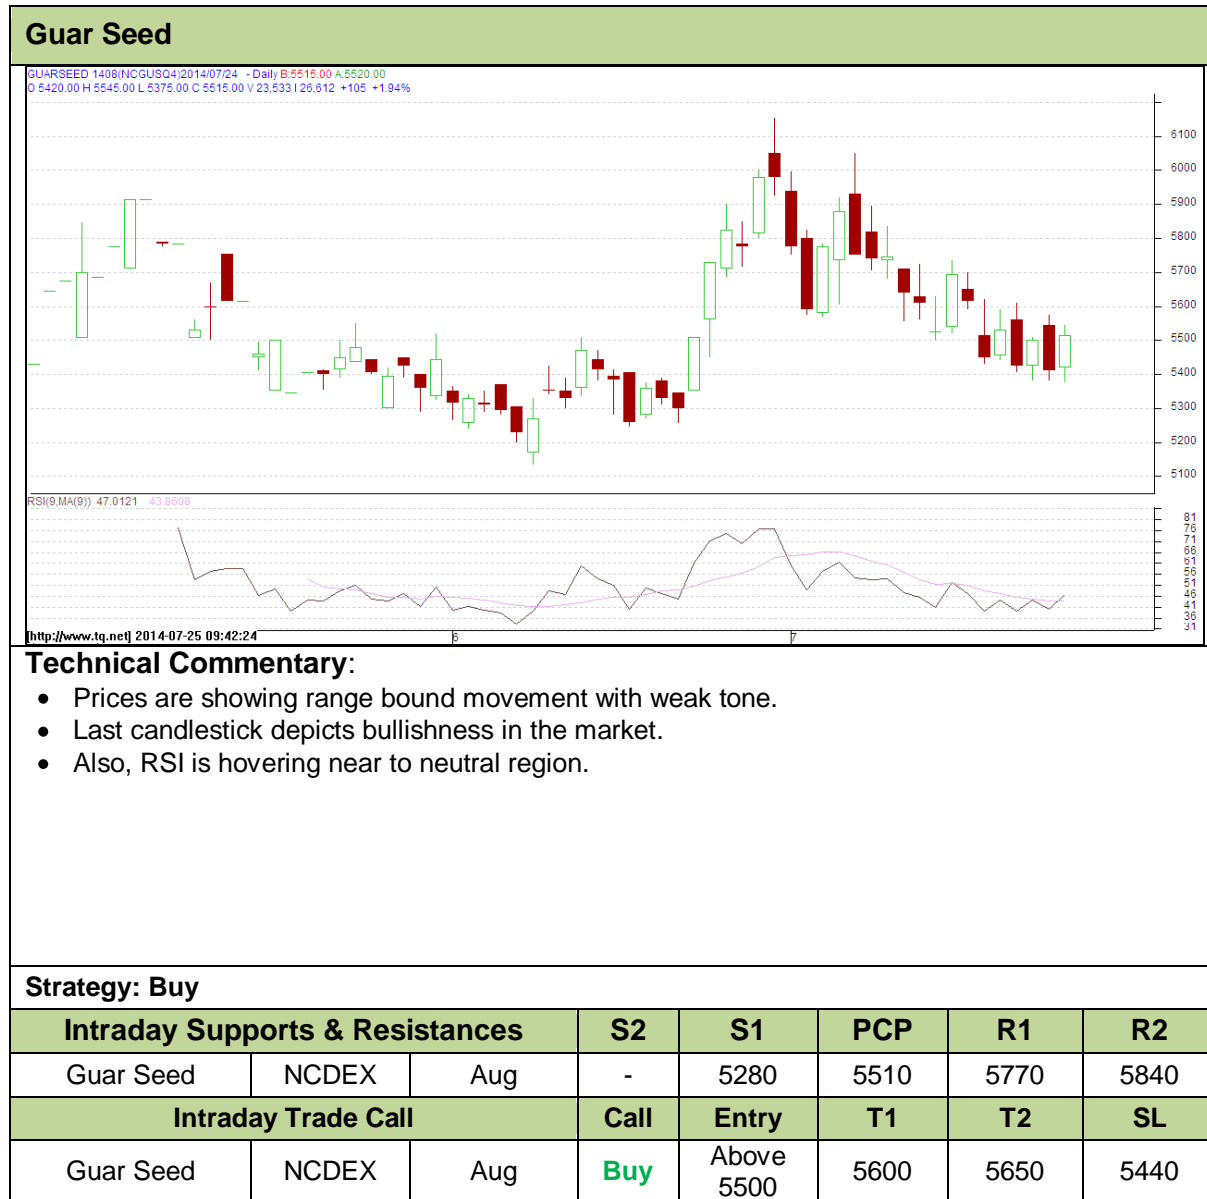 Guar Seed
GUARSEED 1408(NCGUSQ4)2014/07/24 - Daily B:5515.00 A:5520.00
O 5420.00 H 5545.00 L 5375.00 C 5515.00 V 23,533 I 26,612 +105 +1.94%
6100
6000
5900
5800
5700
5600
5500
5400
5300
5200
5100
RSI(9,MA(9)) 47.0121 43.8608
81
76
71
66
61
56
51
46
41
36
31
[http://www.tq.net] 2014-07-25 09:42:24 6 7
Technical Commentary:
• Prices are showing range bound movement with weak tone.
• Last candlestick depicts bullishness in the market.
• Also, RSI is hovering near to neutral region.
Strategy: Buy
Intraday Supports & Resistances S2 S1 PCP R1 R2
Guar Seed NCDEX Aug - 5280 5510 5770 5840
Intraday Trade Call Call Entry T1 T2 SL
Guar Seed NCDEX Aug Buy Above 5600 5650 5440
5500